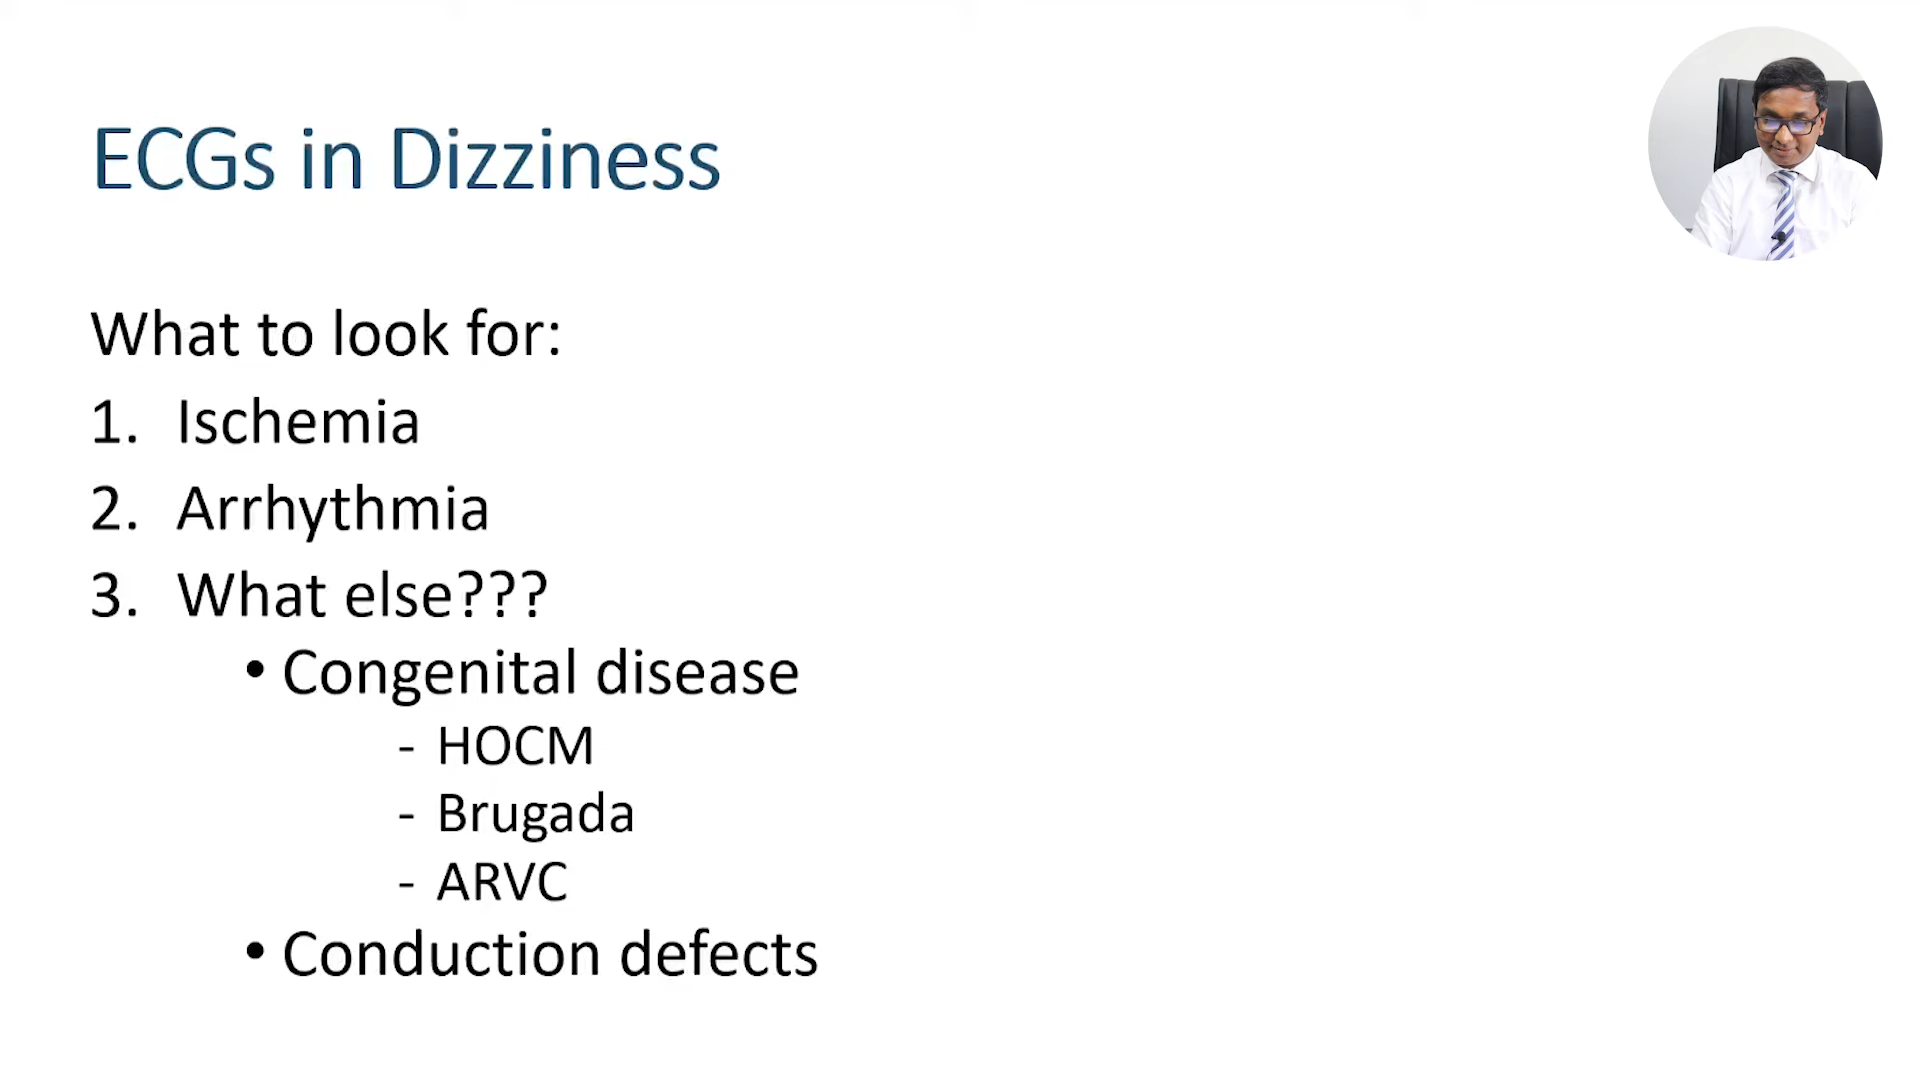 ECGs in Dizziness
What to look for:
1. Ischemia
2. Arrhythmia
3. What else???
• Congenital disease
- HOCM
- Brugada
- ARVC
• Conduction defects